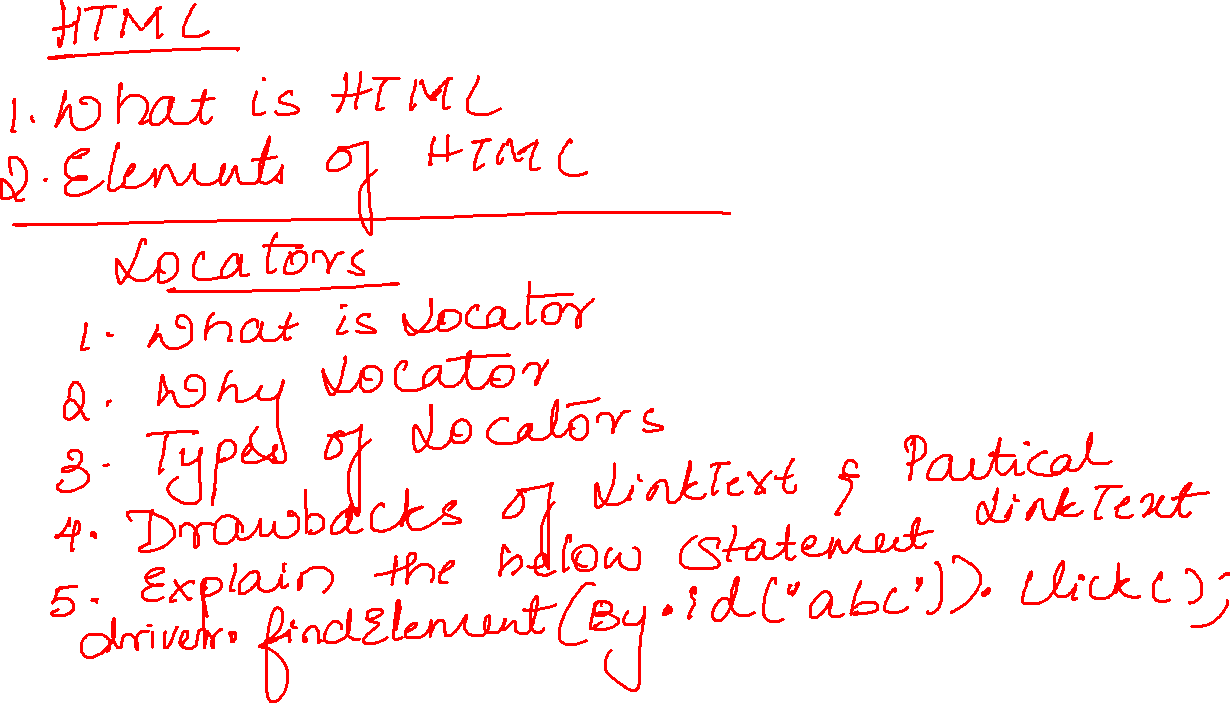 HTML
1. What is HTML
2. Elements of HTML
Locators
1. What is Locator
2. Why Locator
3. Types of Locators
4. Drawbacks of LinkText & Partical LinkText
5. Explain the below statement
driver. findElement(By.id("abc")). click();